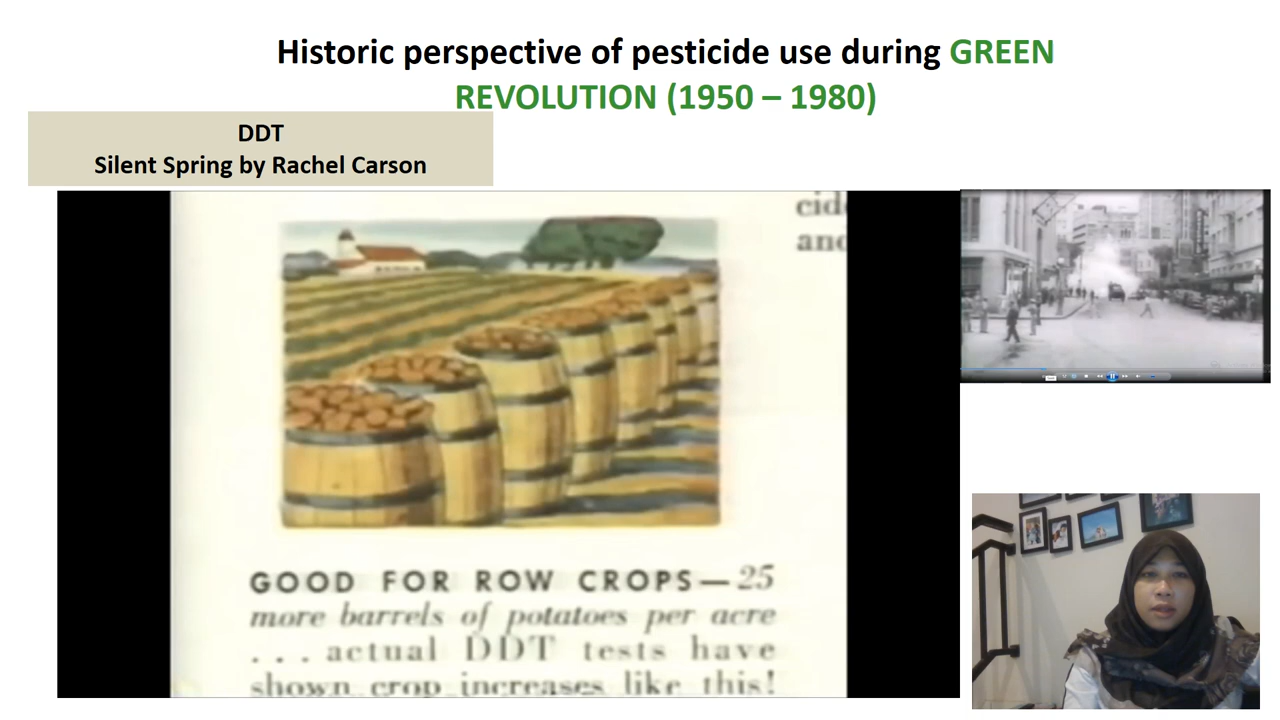 Historic perspective of pesticide use during GREEN
REVOLUTION (1950 – 1980)
DDT
Silent Spring by Rachel Carson
and
GOOD FOR ROW CROPS—25
more barrels of potatoes per acre
... actual DDT tests have
shown crop increases like this!